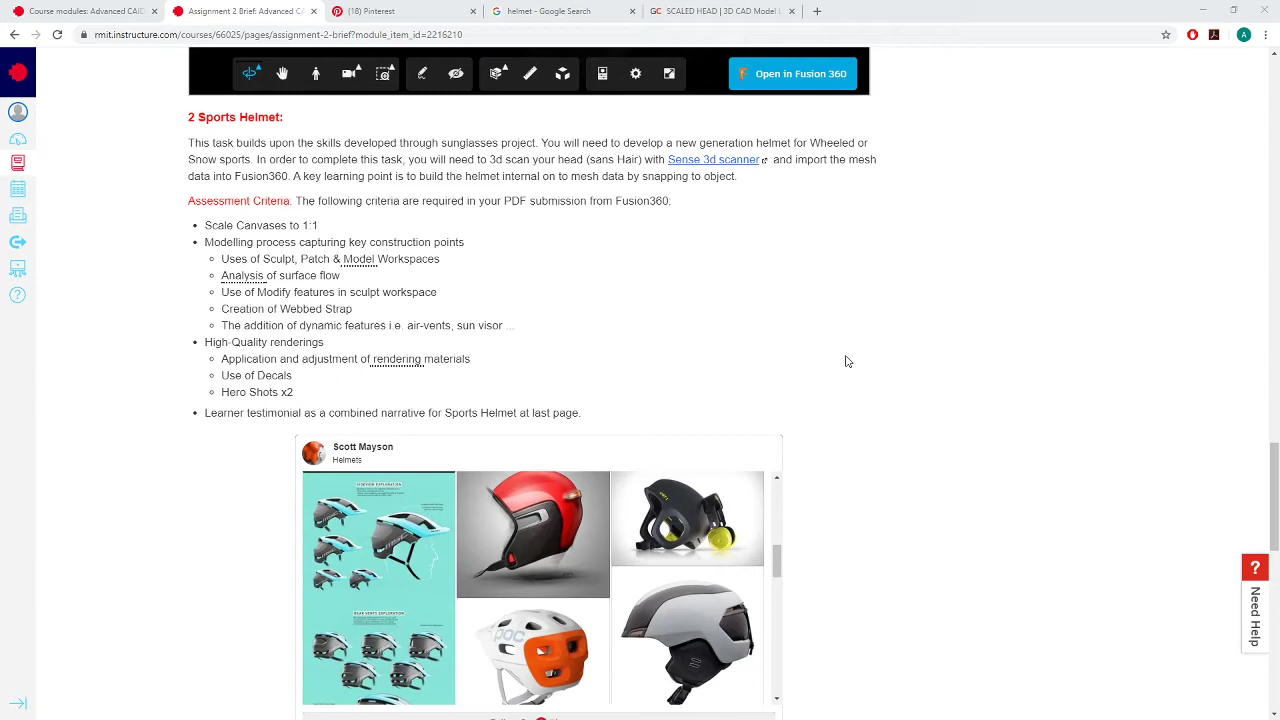 Course modules: Advanced CAID
Assignment 2 Brief: Advanced C
(18) Pinterest
helmet - Google Search
SCALED HEAD | 3D CAD Model L
rmit.instructure.com/courses/66025/pages/assignment-2-brief?module_item_id=2216210
A
Open in Fusion 360
2 Sports Helmet:
This task builds upon the skills developed through sunglasses project. You will need to develop a new generation helmet for Wheeled or
Snow sports. In order to complete this task, you will need to 3d scan your head (sans Hair) with Sense 3d scanner and import the mesh
data into Fusion360. A key learning point is to build the helmet internal on to mesh data by snapping to object.
Assessment Criteria. The following criteria are required in your PDF submission from Fusion360:
Scale Canvases to 1:1
Modelling process capturing key construction points
Uses of Sculpt, Patch & Model Workspaces
Analysis of surface flow
Use of Modify features in sculpt workspace
Creation of Webbed Strap
The addition of dynamic features i.e. air-vents, sun visor ...
High-Quality renderings
Application and adjustment of rendering materials
Use of Decals
Hero Shots x2
Learner testimonial as a combined narrative for Sports Helmet at last page.
Scott Mayson
Helmets
SIDEVIEW EXPLORATION
REAR VENTS EXPLORATION
poc
? Need Help